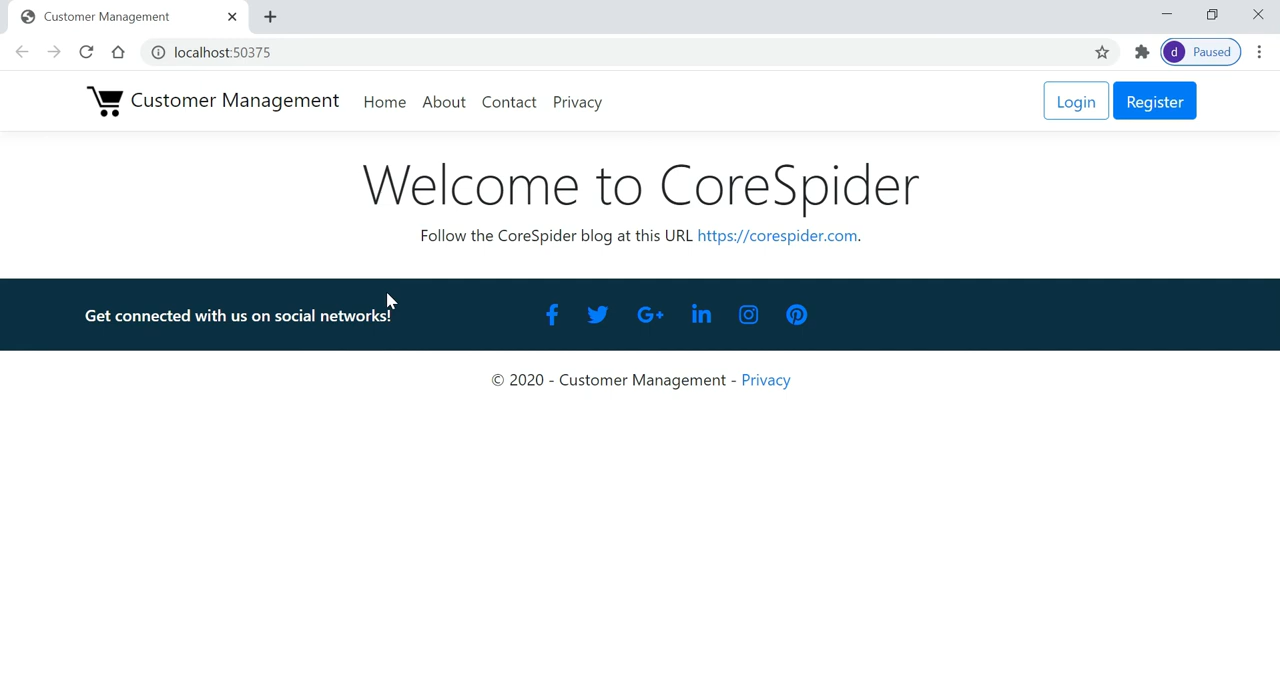 Customer Management
localhost:50375
d Paused
Customer Management Home About Contact Privacy Login Register
Welcome to CoreSpider
Follow the CoreSpider blog at this URL https://corespider.com.
Get connected with us on social networks!
© 2020 - Customer Management - Privacy